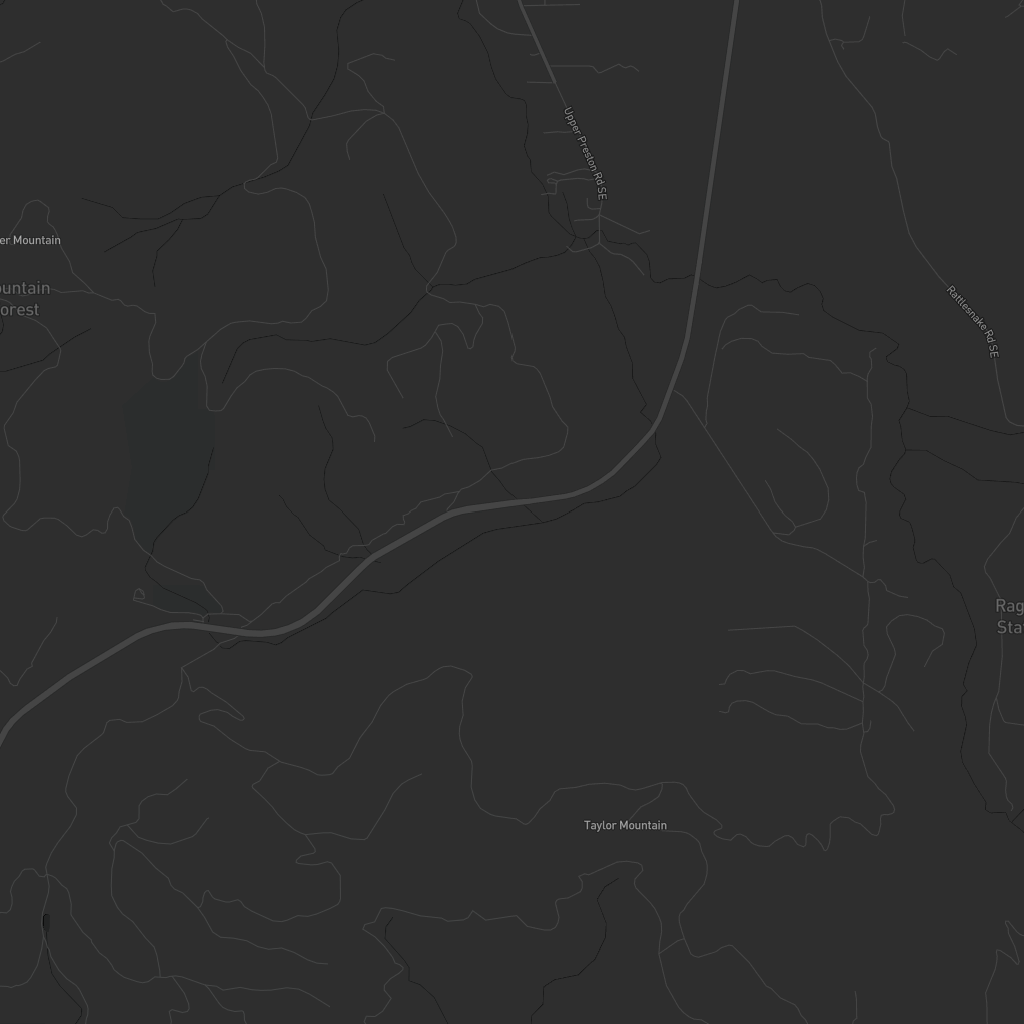 Upper Preston Rd SE
er Mountain
ountain
orest
Rattlesnake Rd SE
Rag
Sta
Taylor Mountain